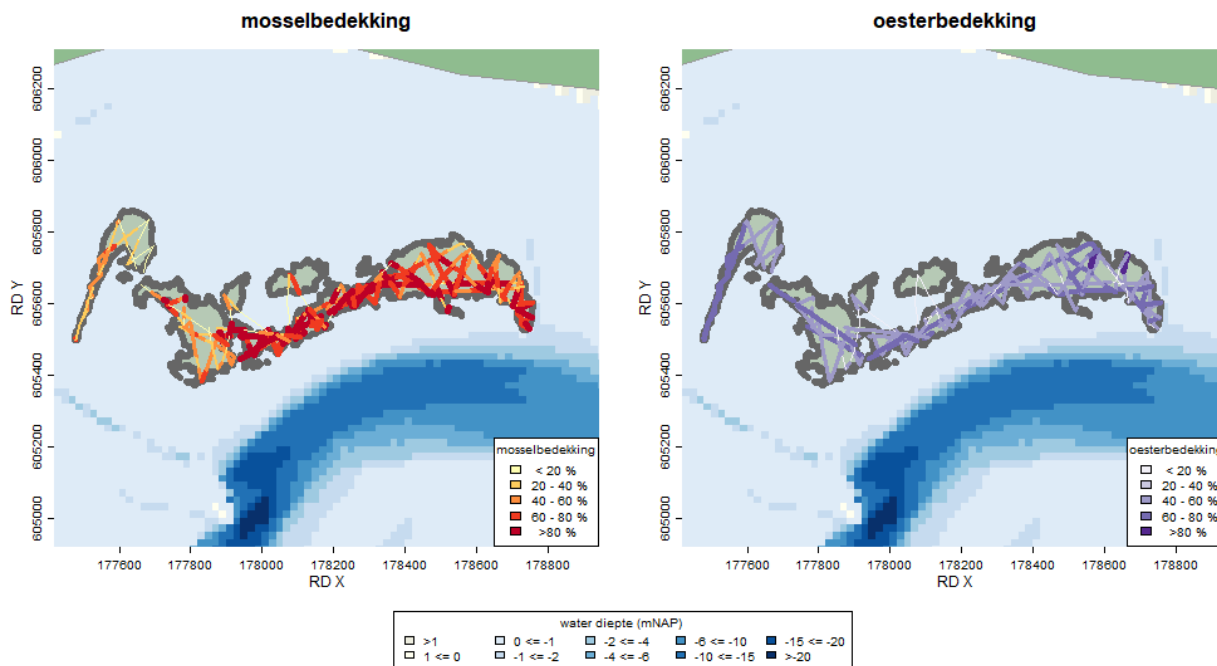 mosselbedekking
oesterbedekking
RD Y
606200
606000
605800
605600
605400
605200
605000
177600 177800 178000 178200 178400 178600 178800
RD X
mosselbedekking
< 20 %
20 - 40 %
40 - 60 %
60 - 80 %
>80 %
RD Y
606200
606000
605800
605600
605400
605200
605000
177600 177800 178000 178200 178400 178600 178800
RD X
oesterbedekking
< 20 %
20 - 40 %
40 - 60 %
60 - 80 %
>80 %
water diepte (mNAP)
>1 0 <= -1 -2 <= -4 -6 <= -10 -15 <= -20
1 <= 0 -1 <= -2 -4 <= -6 -10 <= -15 >-20